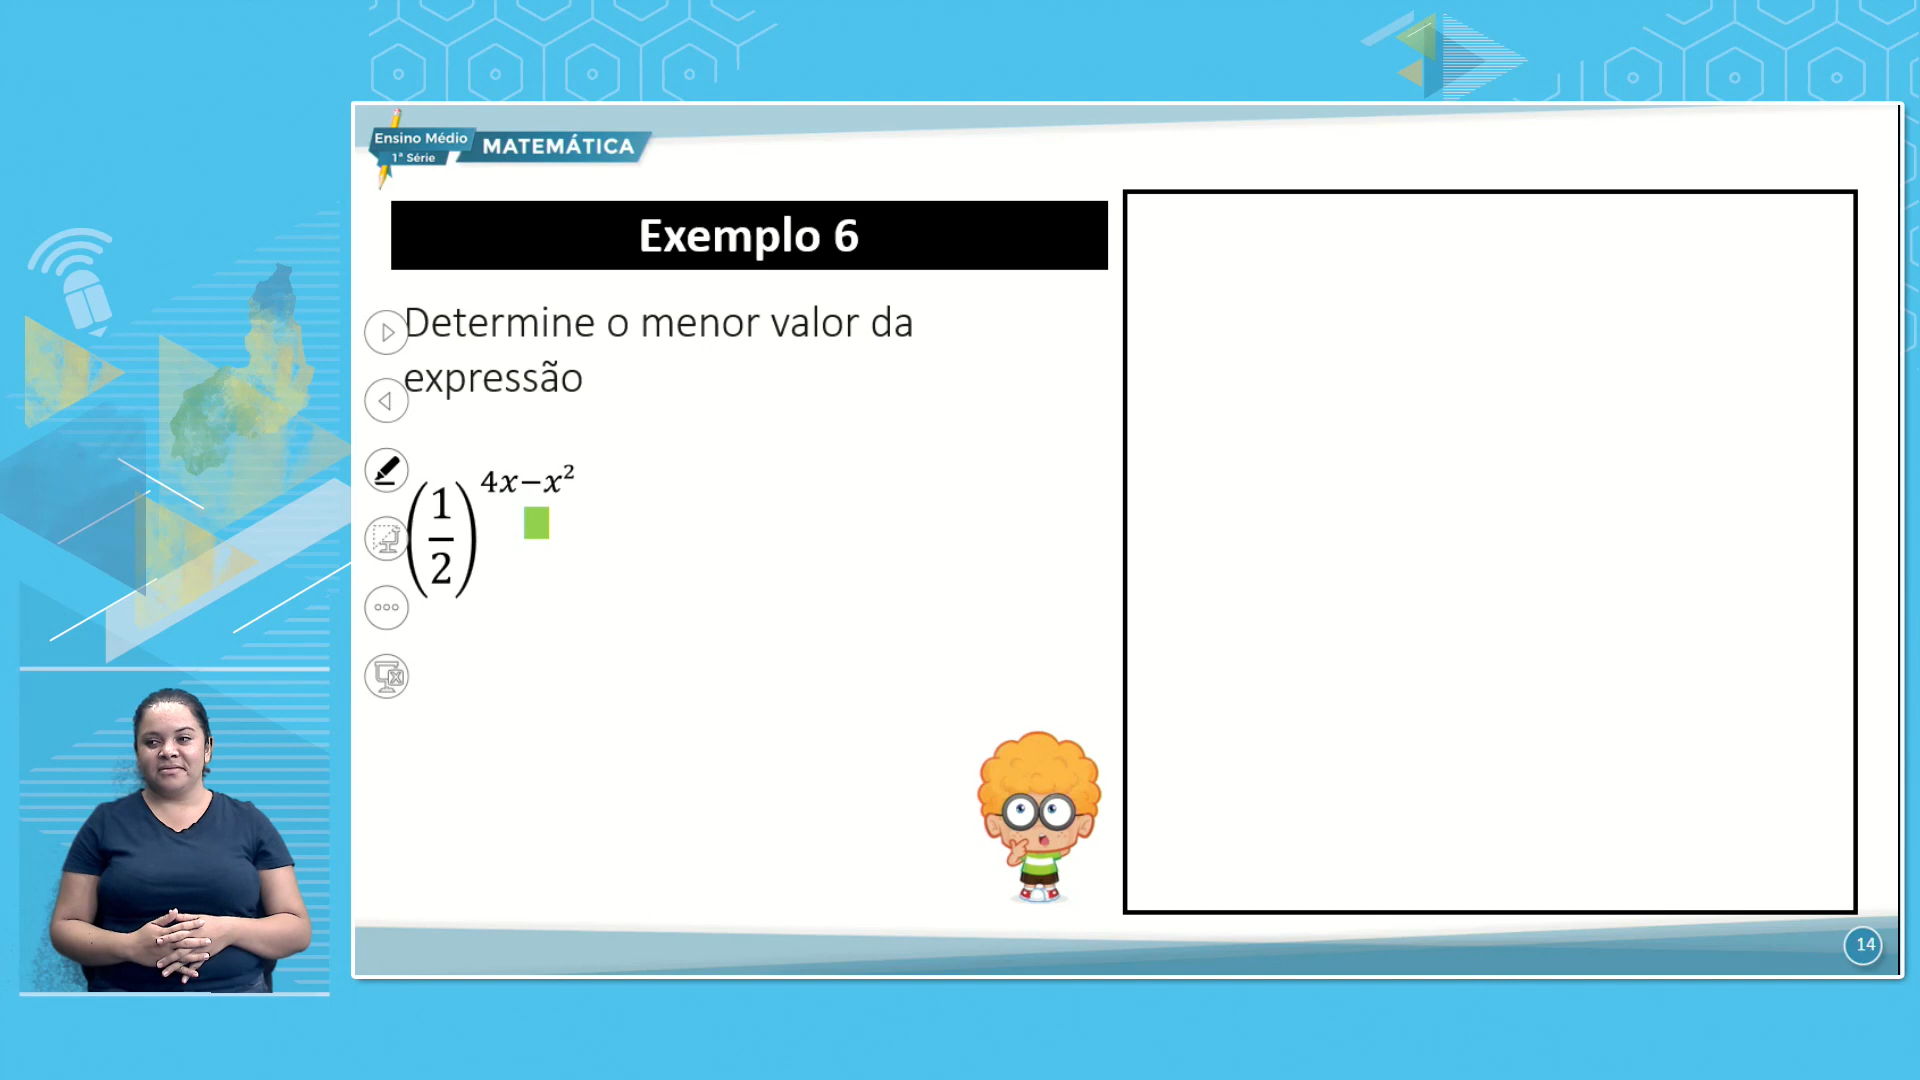 Ensino Médio
1ª Série
MATEMÁTICA
Exemplo 6
Determine o menor valor da
expressão
(1/2)^{4x−x²}
14